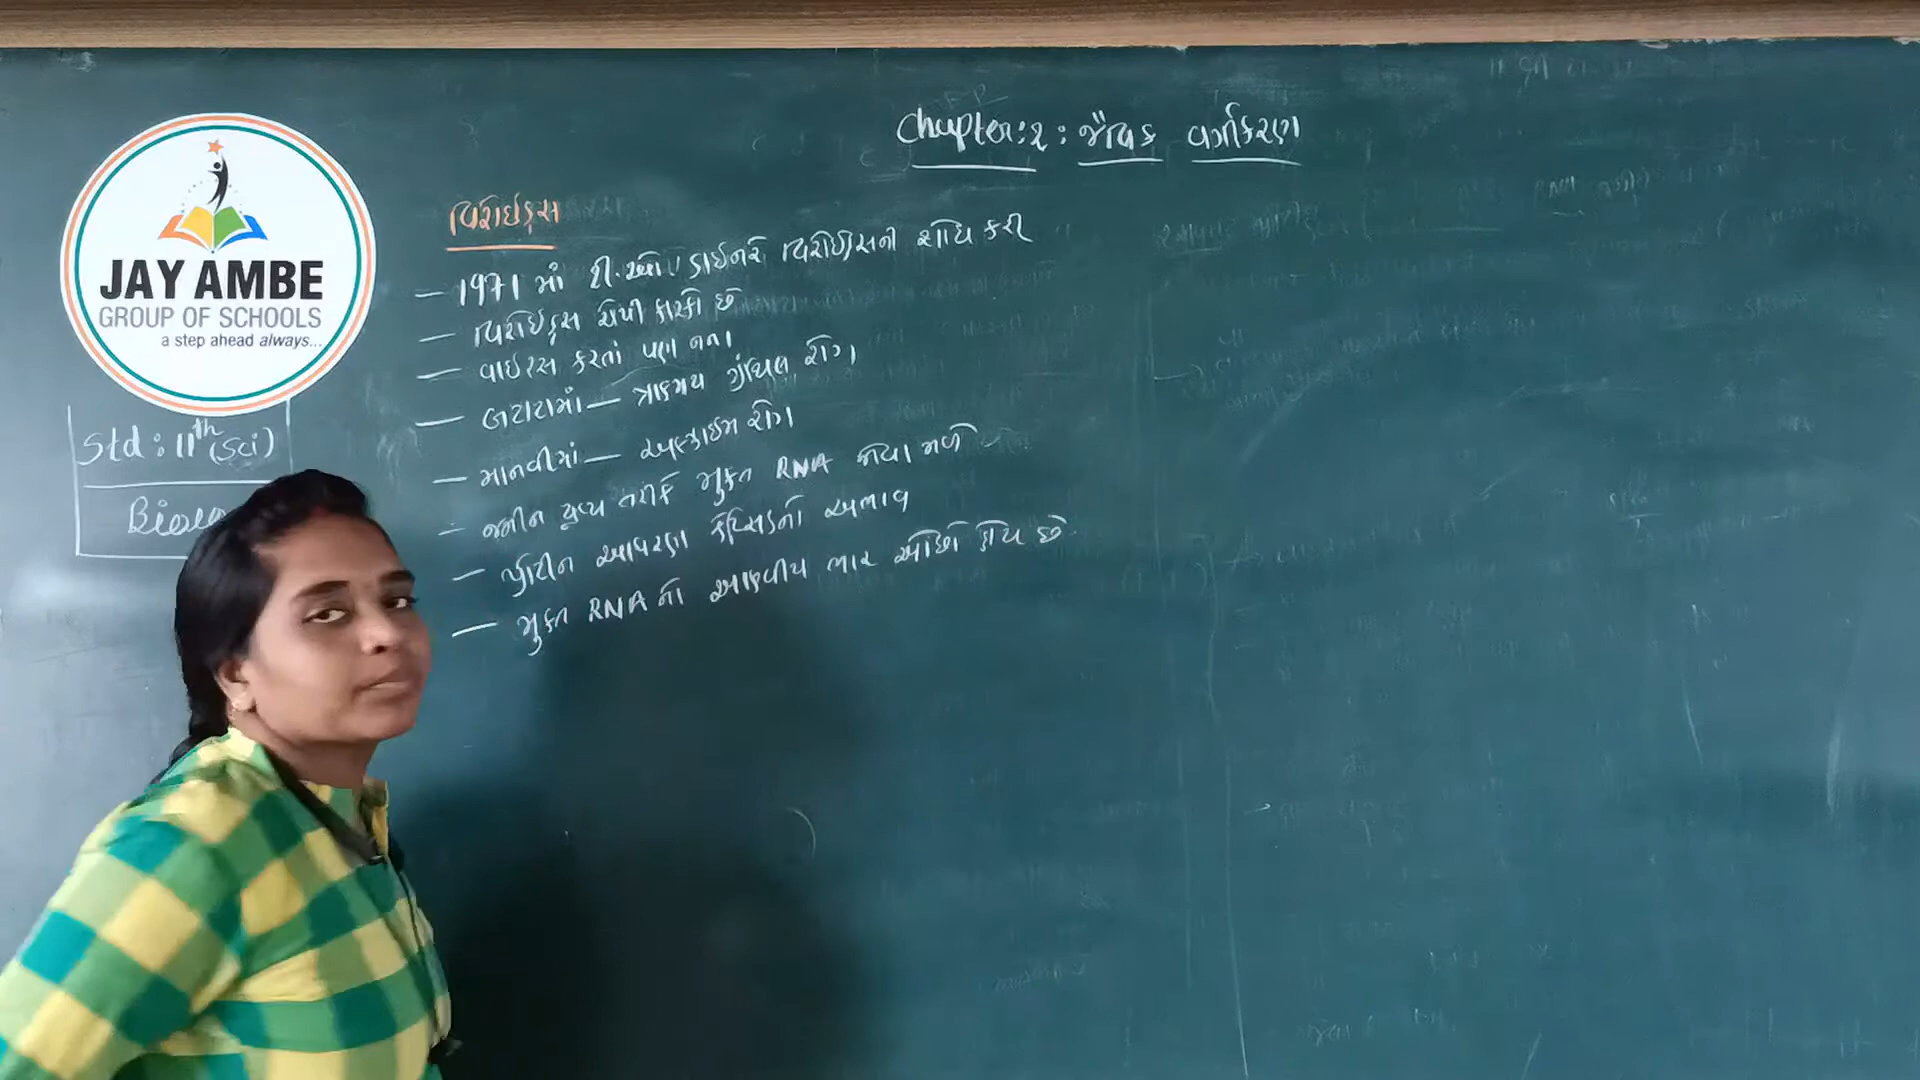 Chapter:2: જૈવિક વર્ગીકરણ
JAY AMBE
GROUP OF SCHOOLS
a step ahead always...
Std: 11th (Sci)
વિરોઇડ્સ
— 1971 માં ટી.ઓ. ડાઇનરે વિરોઇડ્સની શોધ કરી
— વિરોઇડ્સ ચેપી કારકો છે
— વાઇરસ કરતાં પણ નાના
— બટાટામાં — ત્રાકમય ગ્રંથિલ રોગ
— માનવીમાં — રોગ
— જનીન દ્રવ્ય તરીકે મુક્ત RNA જોવા મળે
— પ્રોટીન આવરણ કેપ્સિડનો અભાવ
— મુક્ત RNA નો આણ્વીય ભાર ઓછો હોય છે.